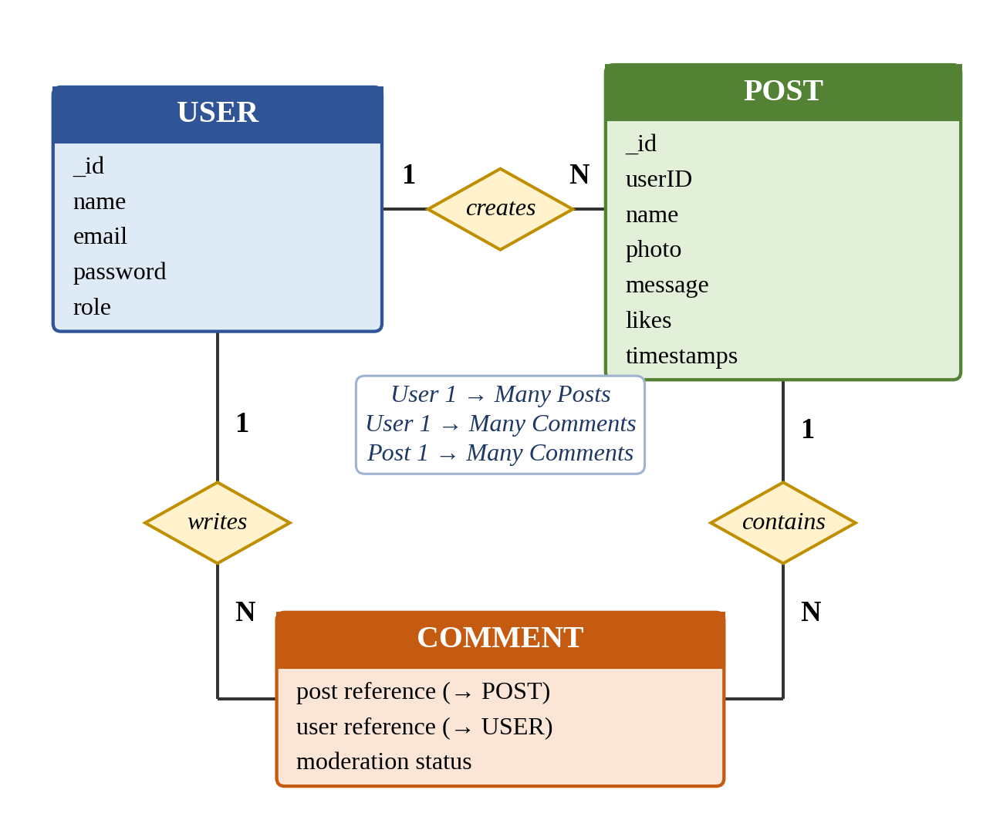 USER
_id
name
email
password
role
1
creates
N
POST
_id
userID
name
photo
message
likes
timestamps
User 1 → Many Posts
User 1 → Many Comments
Post 1 → Many Comments
1
writes
N
1
contains
N
COMMENT
post reference (→ POST)
user reference (→ USER)
moderation status